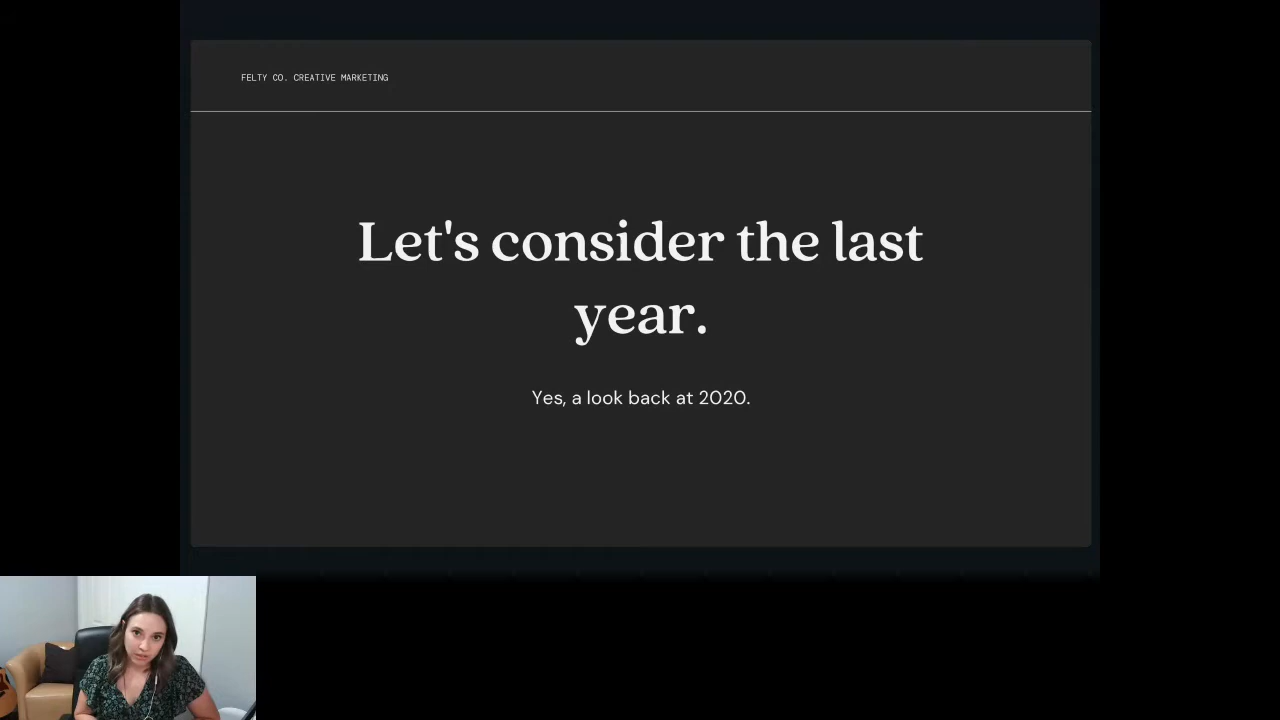 FELTY CO. CREATIVE MARKETING
Let's consider the last
year.
Yes, a look back at 2020.